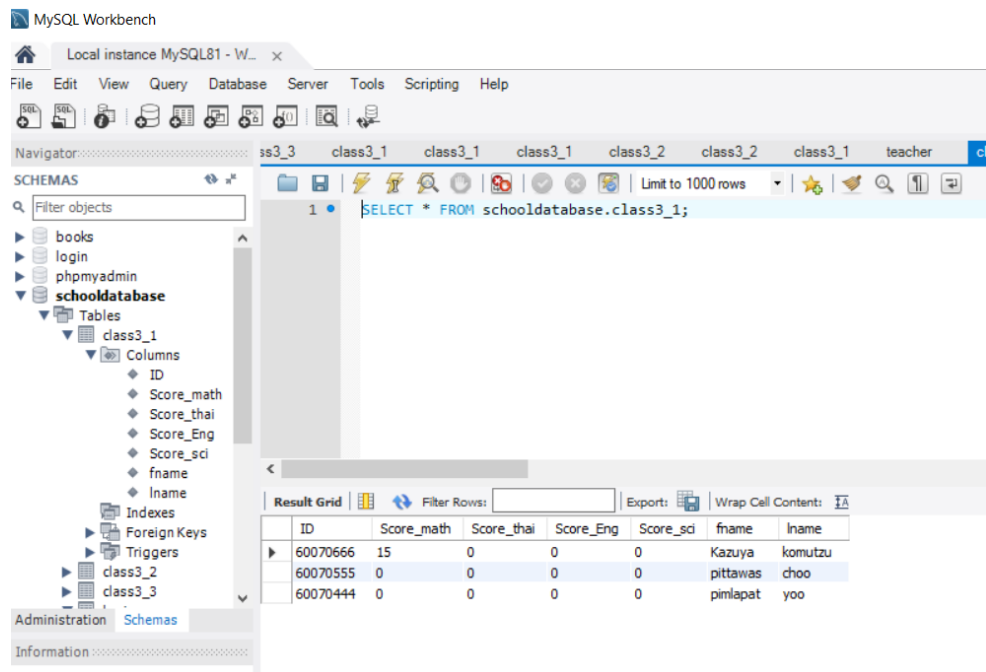 MySQL Workbench
Local instance MySQL81 - W...
File Edit View Query Database Server Tools Scripting Help
Navigator
ss3_3 class3_1 class3_1 class3_1 class3_2 class3_2 class3_1 teacher
SCHEMAS
Limit to 1000 rows
Filter objects
1 SELECT * FROM schooldatabase.class3_1;
books
login
phpmyadmin
schooldatabase
Tables
class3_1
Columns
ID
Score_math
Score_thai
Score_Eng
Score_sci
fname
lname
Indexes
Foreign Keys
Triggers
class3_2
class3_3
Administration Schemas
Information
Result Grid Filter Rows: Export: Wrap Cell Content:
ID Score_math Score_thai Score_Eng Score_sci fname lname
60070666 15 0 0 0 Kazuya komutzu
60070555 0 0 0 0 pittawas choo
60070444 0 0 0 0 pimlapat yoo